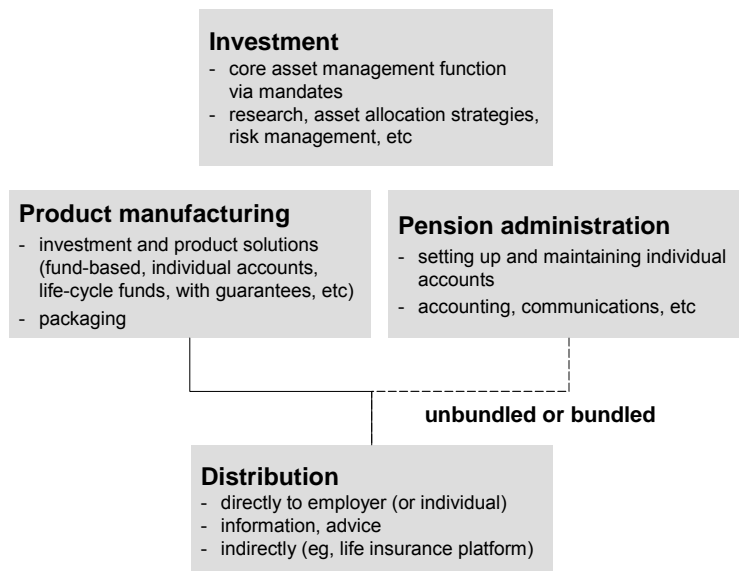 Investment
- core asset management function
via mandates
- research, asset allocation strategies,
risk management, etc
Product manufacturing
- investment and product solutions
(fund-based, individual accounts,
life-cycle funds, with guarantees, etc)
- packaging
Pension administration
- setting up and maintaining individual
accounts
- accounting, communications, etc
unbundled or bundled
Distribution
- directly to employer (or individual)
- information, advice
- indirectly (eg, life insurance platform)